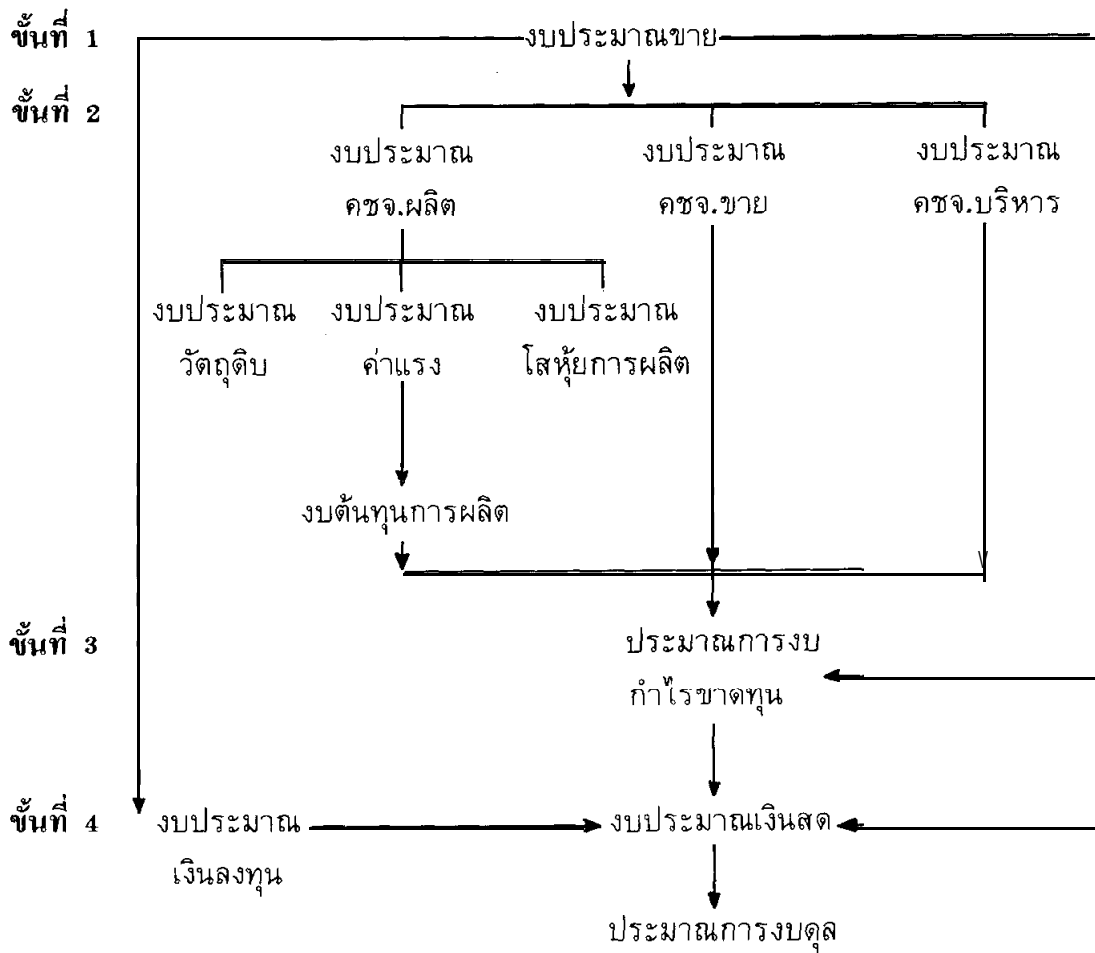 ขั้นที่ 1
งบประมาณขาย
ขั้นที่ 2
งบประมาณ
คชจ.ผลิต
งบประมาณ
คชจ.ขาย
งบประมาณ
คชจ.บริหาร
งบประมาณ
วัตถุดิบ
งบประมาณ
ค่าแรง
งบประมาณ
โสหุ้ยการผลิต
งบต้นทุนการผลิต
ขั้นที่ 3
ประมาณการงบ
กำไรขาดทุน
ขั้นที่ 4
งบประมาณ
เงินลงทุน
งบประมาณเงินสด
ประมาณการงบดุล